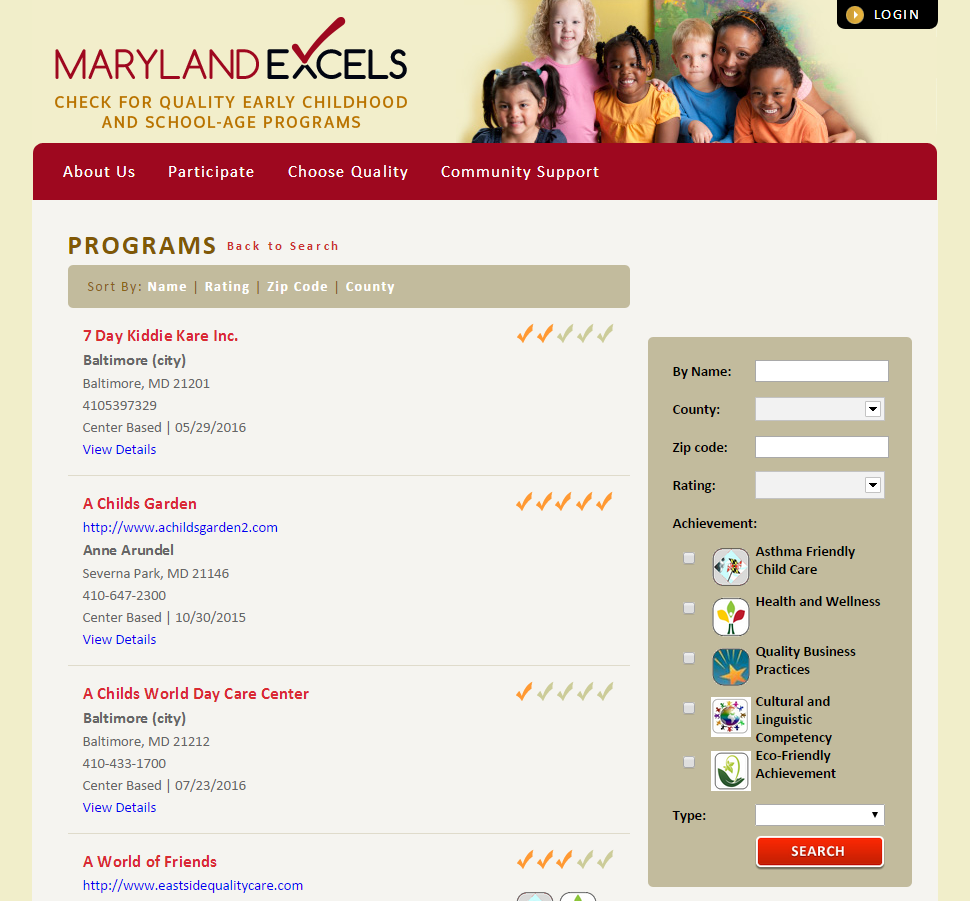 LOGIN
MARYLAND EXCELS
CHECK FOR QUALITY EARLY CHILDHOOD
AND SCHOOL-AGE PROGRAMS
About Us Participate Choose Quality Community Support
PROGRAMS Back to Search
Sort By: Name | Rating | Zip Code | County
7 Day Kiddie Kare Inc.
Baltimore (city)
Baltimore, MD 21201
4105397329
Center Based | 05/29/2016
View Details
A Childs Garden
http://www.achildsgarden2.com
Anne Arundel
Severna Park, MD 21146
410-647-2300
Center Based | 10/30/2015
View Details
A Childs World Day Care Center
Baltimore (city)
Baltimore, MD 21212
410-433-1700
Center Based | 07/23/2016
View Details
A World of Friends
http://www.eastsidequalitycare.com
By Name:
County:
Zip code:
Rating:
Achievement:
Asthma Friendly
Child Care
Health and Wellness
Quality Business
Practices
Cultural and
Linguistic
Competency
Eco-Friendly
Achievement
Type:
SEARCH